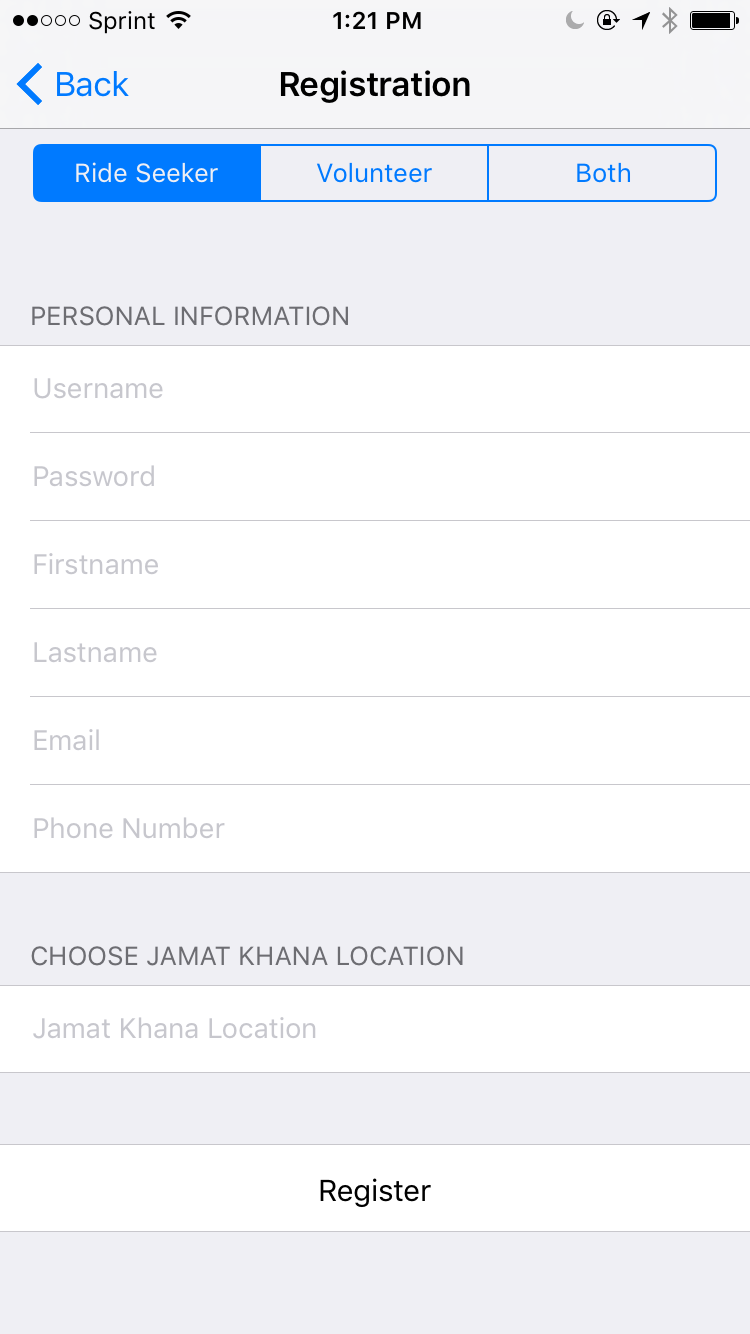 Sprint 1:21 PM
Back Registration
Ride Seeker Volunteer Both
PERSONAL INFORMATION
Username
Password
Firstname
Lastname
Email
Phone Number
CHOOSE JAMAT KHANA LOCATION
Jamat Khana Location
Register